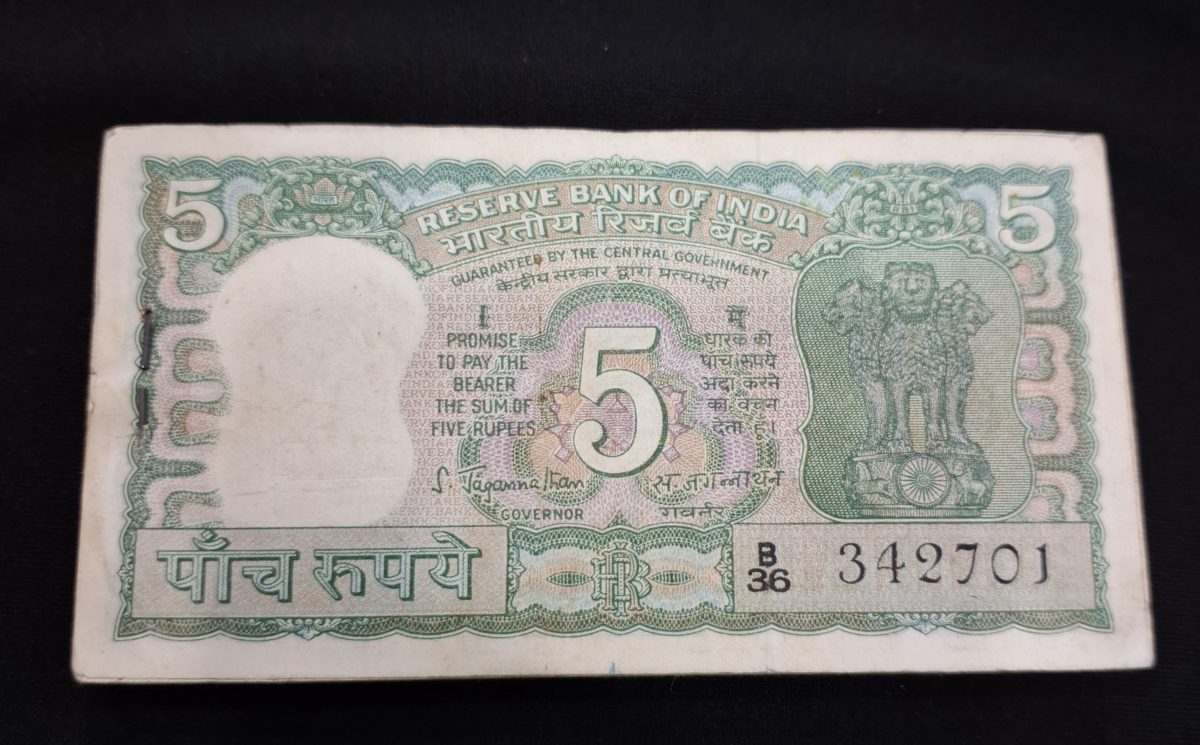 5
5
RESERVE BANK OF INDIA
भारतीय रिज़र्व बैंक
GUARANTEED BY THE CENTRAL GOVERNMENT
केन्द्रीय सरकार द्वारा प्रत्याभूत
I
PROMISE
TO PAY THE
BEARER
THE SUM OF
FIVE RUPEES
5
मैं
धारक को
पाँच रुपये
अदा करने
का वचन
देता हूँ।
S. Jagannathan
GOVERNOR
स. जगन्नाथन
गवर्नर
पाँच रुपये
B
36
342701